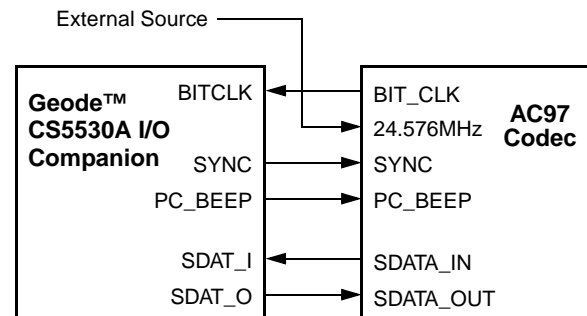 External Source
Geode™
CS5530A I/O
Companion
BITCLK
SYNC
PC_BEEP
SDAT_I
SDAT_O
BIT_CLK
24.576MHz
SYNC
PC_BEEP
SDATA_IN
SDATA_OUT
AC97
Codec